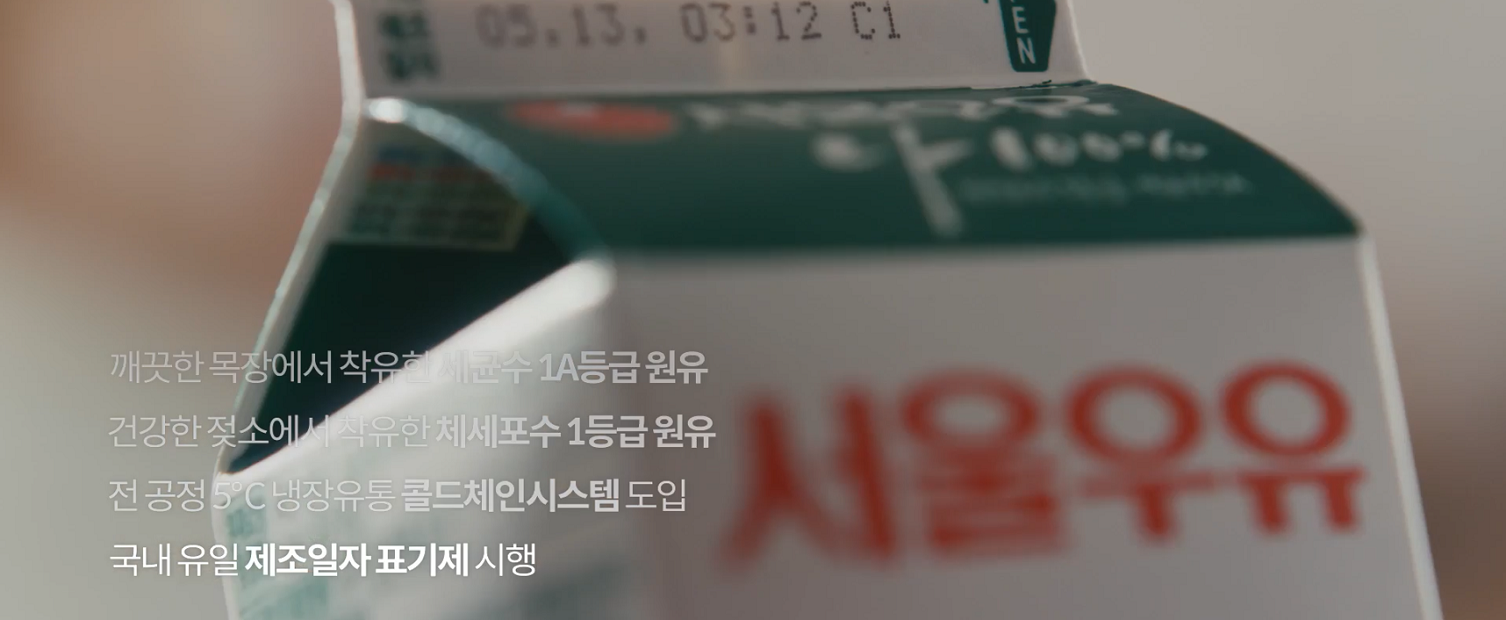 05.13. 03:12 C1
EN
100%
서울우유
깨끗한 목장에서 착유한 세균수 1A등급 원유
건강한 젖소에서 착유한 체세포수 1등급 원유
전 공정 5°C 냉장유통 콜드체인시스템 도입
국내 유일 제조일자 표기제 시행